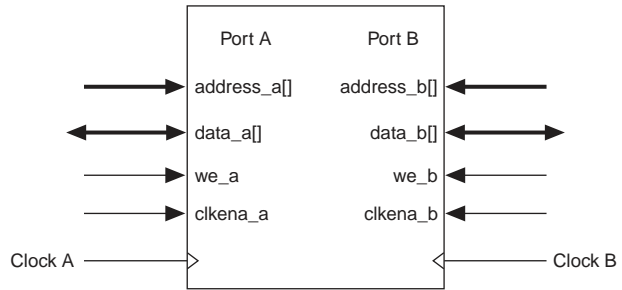 Port A Port B
address_a[] address_b[]
data_a[] data_b[]
we_a we_b
clkena_a clkena_b
Clock A Clock B